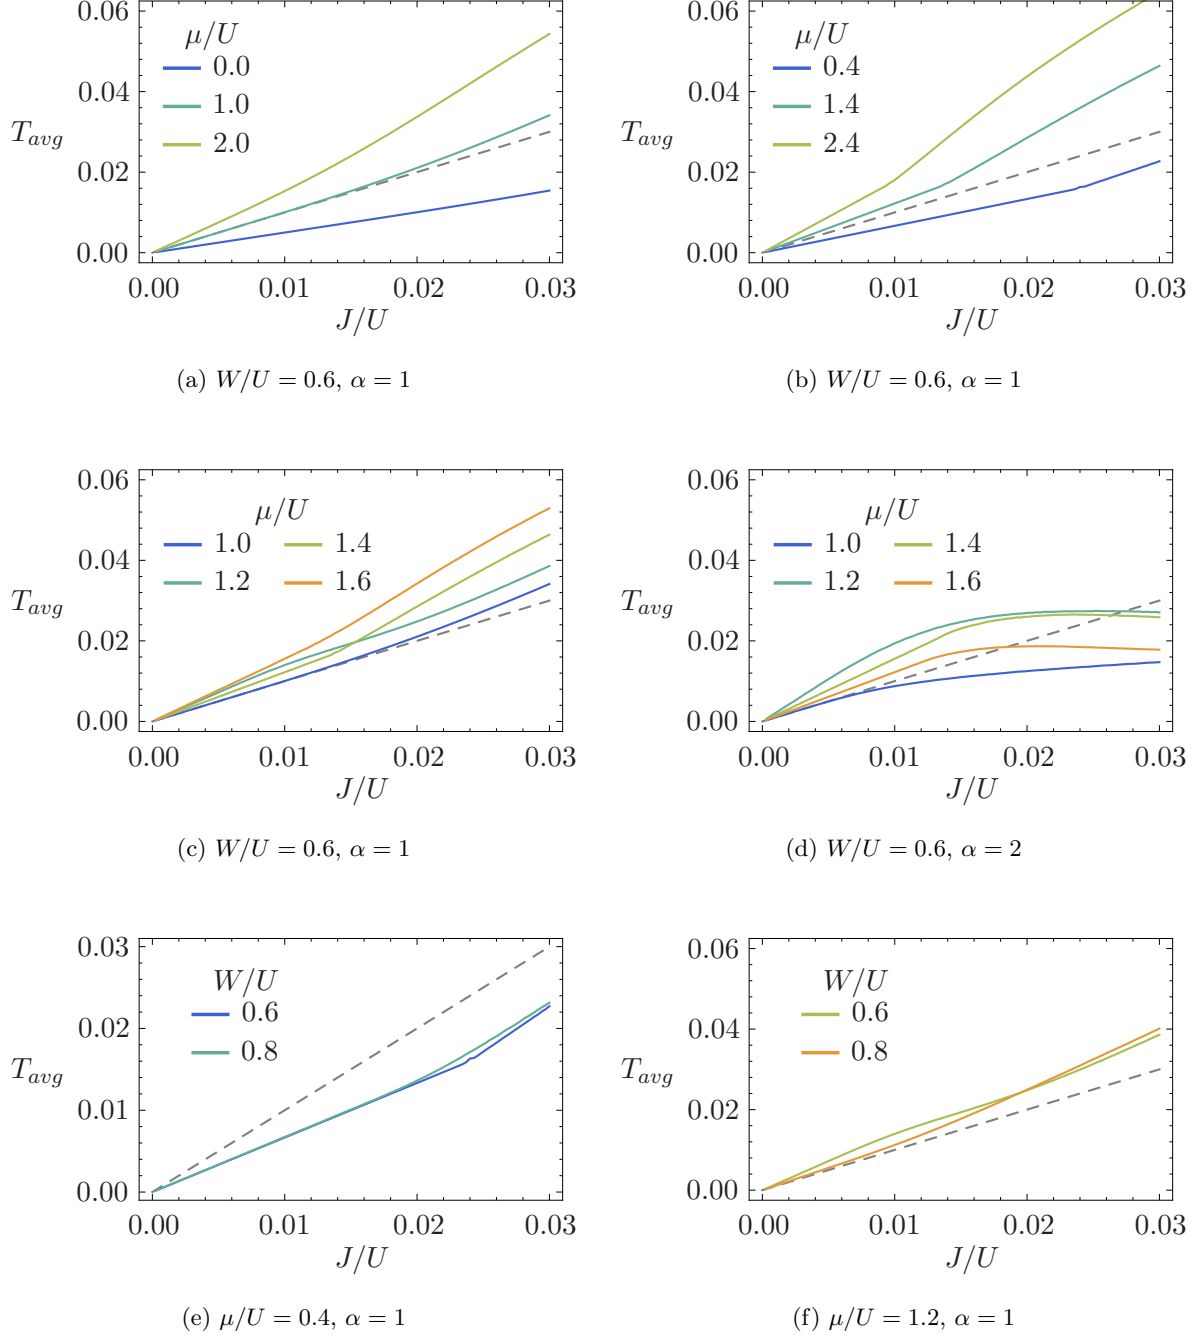 μ/U
0.0
1.0
2.0
0.06
0.04
0.02
0.00
T_avg
0.00 0.01 0.02 0.03
J/U
(a) W/U = 0.6, α = 1
μ/U
0.4
1.4
2.4
0.06
0.04
0.02
0.00
T_avg
0.00 0.01 0.02 0.03
J/U
(b) W/U = 0.6, α = 1
μ/U
1.0 1.4
1.2 1.6
0.06
0.04
0.02
0.00
T_avg
0.00 0.01 0.02 0.03
J/U
(c) W/U = 0.6, α = 1
μ/U
1.0 1.4
1.2 1.6
0.06
0.04
0.02
0.00
T_avg
0.00 0.01 0.02 0.03
J/U
(d) W/U = 0.6, α = 2
W/U
0.6
0.8
0.03
0.02
0.01
0.00
T_avg
0.00 0.01 0.02 0.03
J/U
(e) μ/U = 0.4, α = 1
W/U
0.6
0.8
0.06
0.04
0.02
0.00
T_avg
0.00 0.01 0.02 0.03
J/U
(f) μ/U = 1.2, α = 1